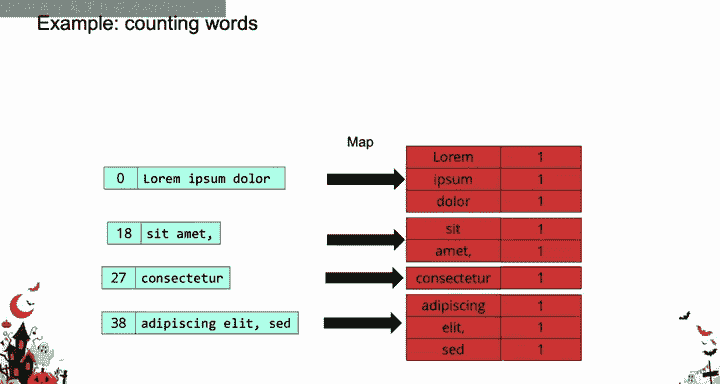 Example: counting words
Map
0 Lorem ipsum dolor
Lorem 1
ipsum 1
dolor 1
18 sit amet,
sit 1
amet, 1
27 consectetur
consectetur 1
38 adipiscing elit, sed
adipiscing 1
elit, 1
sed 1